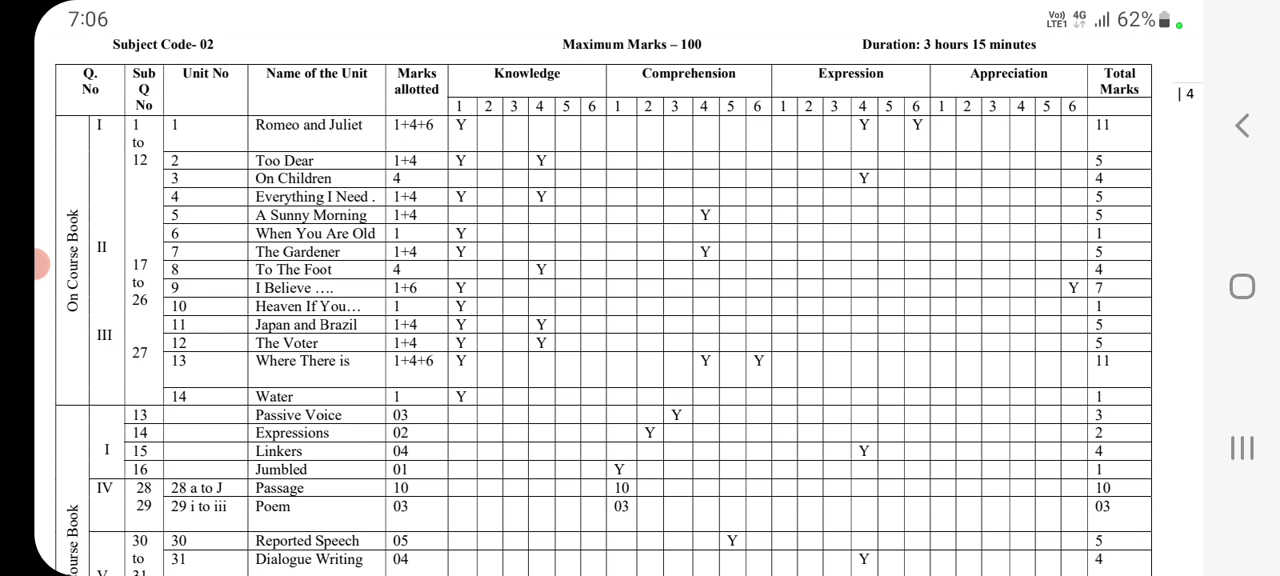 7:06
Vo)) 4G
LTE1
62%
Subject Code- 02 Maximum Marks – 100 Duration: 3 hours 15 minutes
| 4
Q. No Sub Q No Unit No Name of the Unit Marks allotted Knowledge Comprehension Expression Appreciation Total Marks
1 2 3 4 5 6 1 2 3 4 5 6 1 2 3 4 5 6 1 2 3 4 5 6
On Course Book
I 1 to 12 1 Romeo and Juliet 1+4+6 Y Y Y 11
2 Too Dear 1+4 Y Y 5
3 On Children 4 Y 4
4 Everything I Need . 1+4 Y Y 5
5 A Sunny Morning 1+4 Y 5
II 6 When You Are Old 1 Y 1
7 The Gardener 1+4 Y Y 5
17 to 26 8 To The Foot 4 Y 4
9 I Believe …. 1+6 Y Y 7
10 Heaven If You… 1 Y 1
III 11 Japan and Brazil 1+4 Y Y 5
12 The Voter 1+4 Y Y 5
27 13 Where There is 1+4+6 Y Y Y 11
14 Water 1 Y 1
13 Passive Voice 03 Y 3
14 Expressions 02 Y 2
I 15 Linkers 04 Y 4
16 Jumbled 01 Y 1
IV 28 28 a to J Passage 10 10 10
29 29 i to iii Poem 03 03 03
30 30 Reported Speech 05 Y 5
to 31 Dialogue Writing 04 Y 4